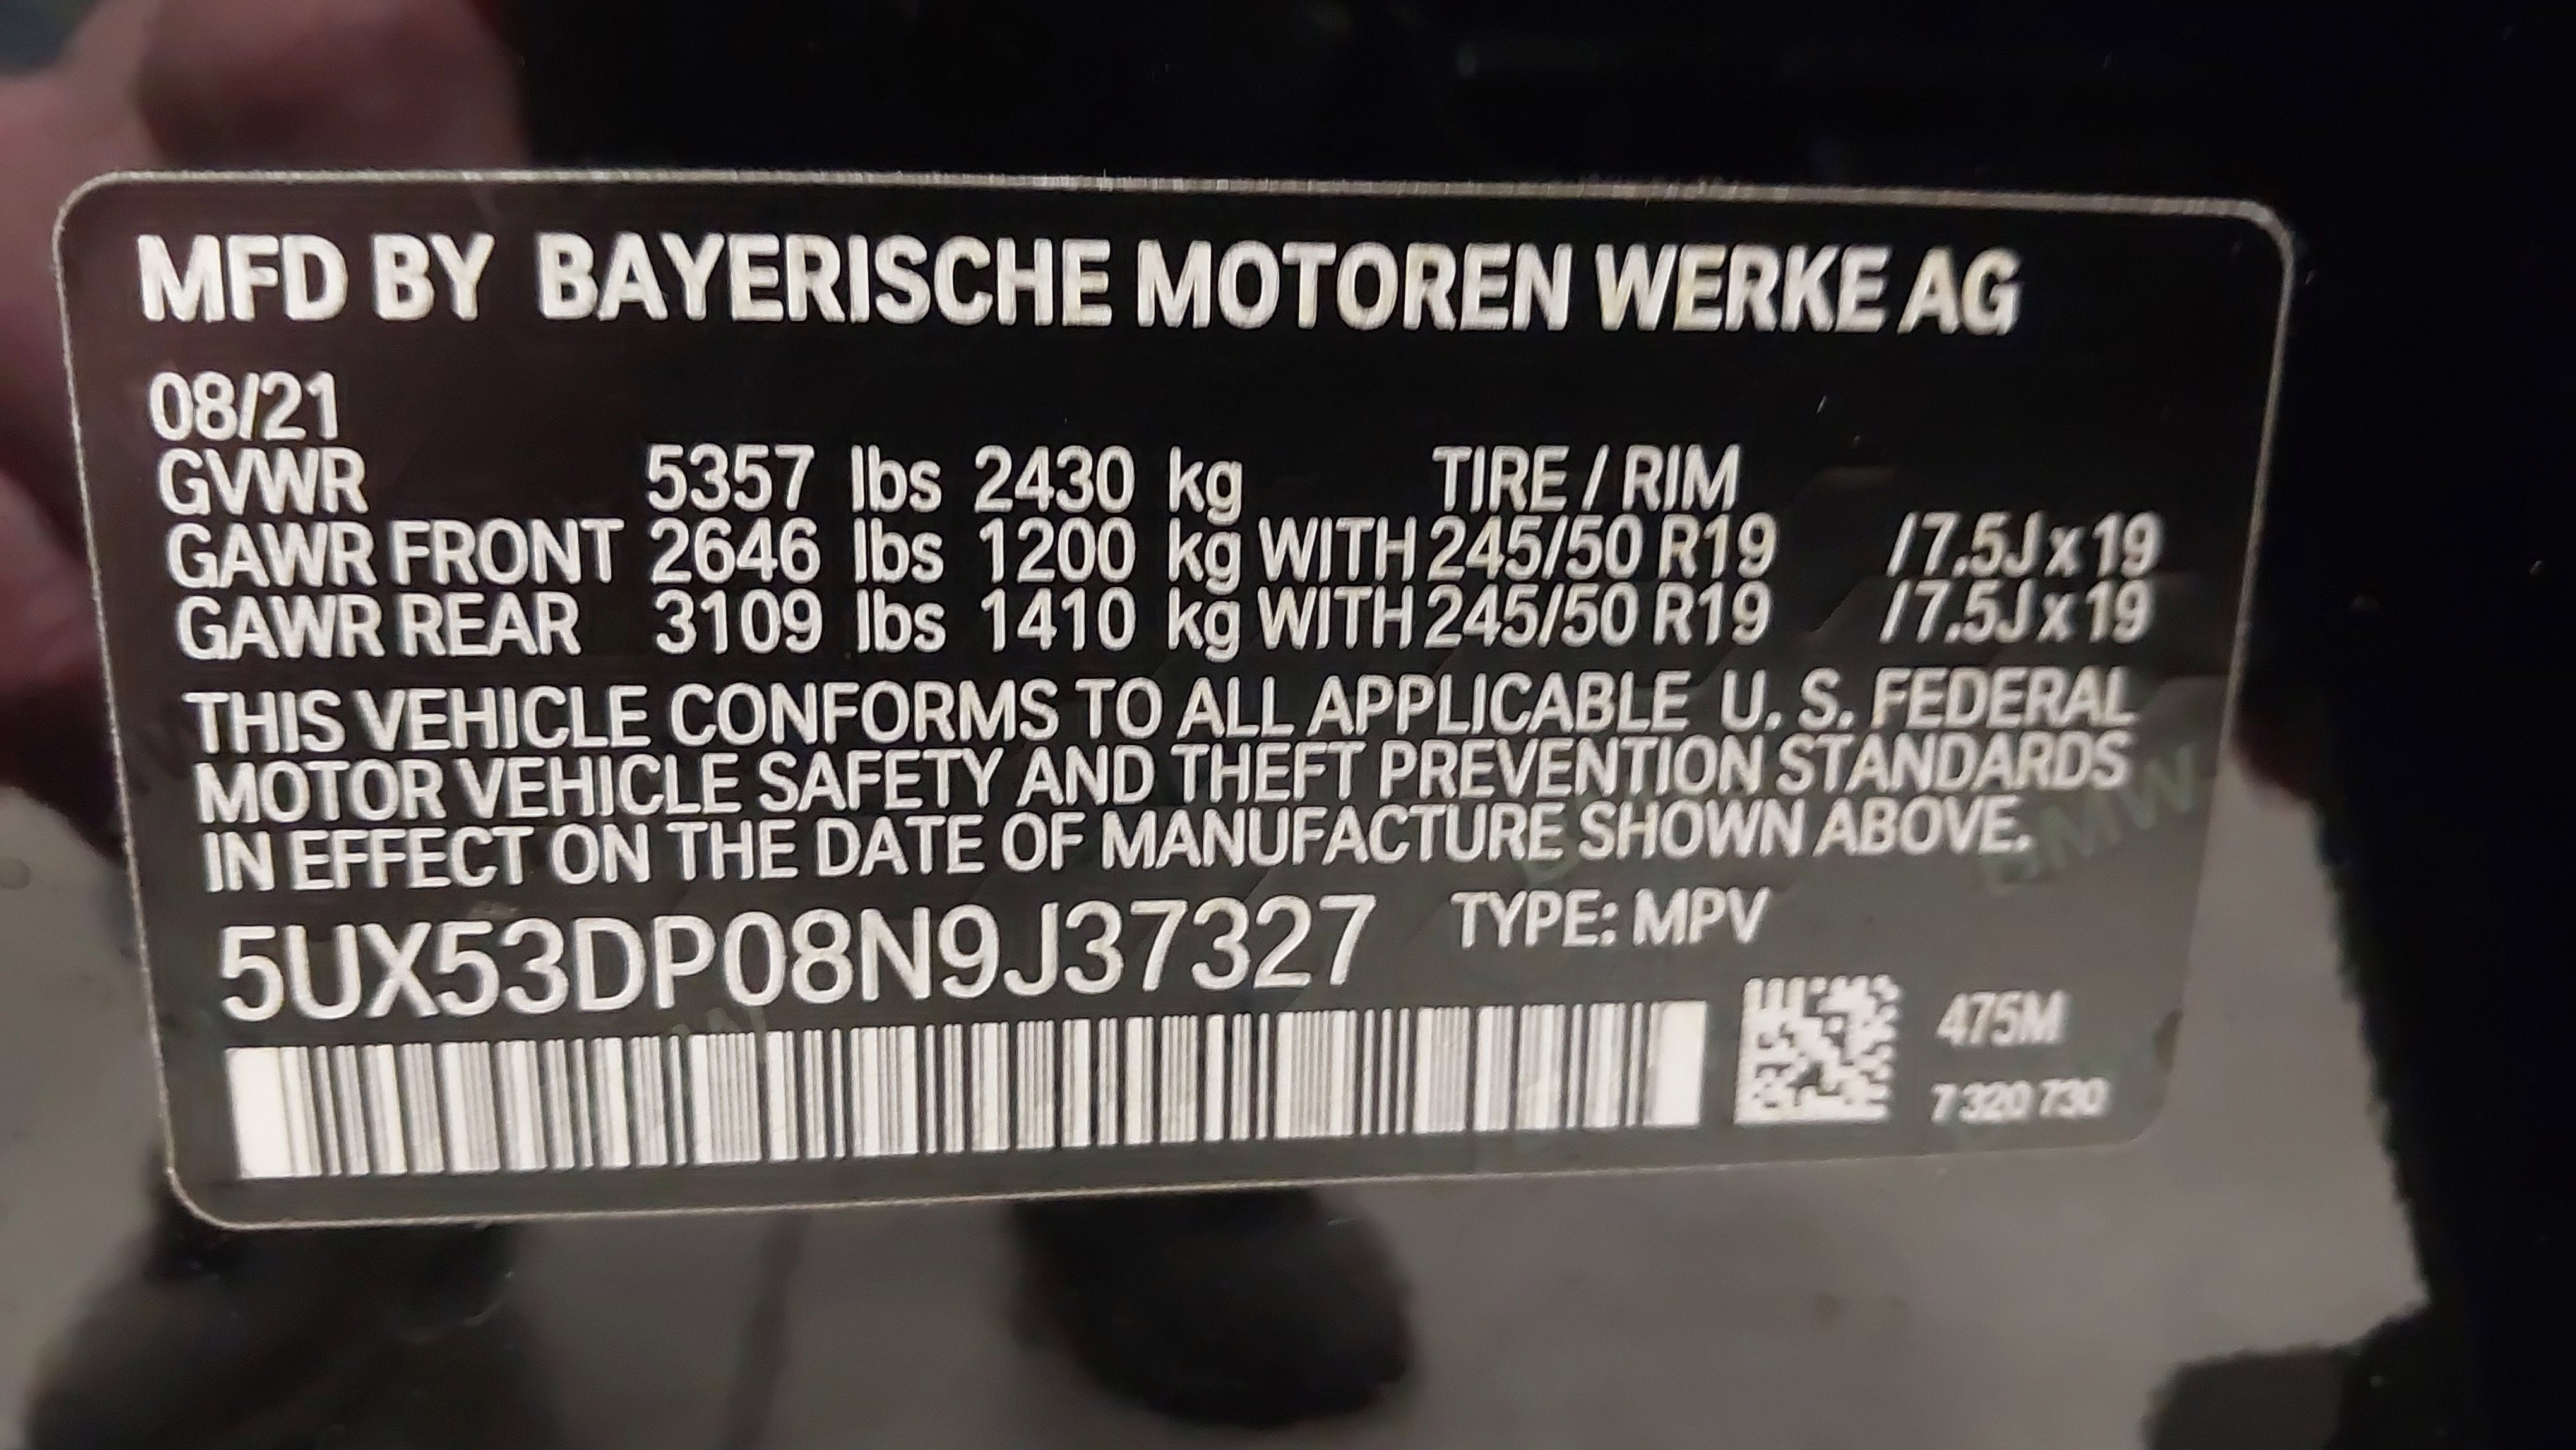 MFD BY BAYERISCHE MOTOREN WERKE AG
08/21
GVWR 5357 lbs 2430 kg TIRE / RIM
GAWR FRONT 2646 lbs 1200 kg WITH 245/50 R19 /7.5J x 19
GAWR REAR 3109 lbs 1410 kg WITH 245/50 R19 /7.5J x 19
THIS VEHICLE CONFORMS TO ALL APPLICABLE U. S. FEDERAL
MOTOR VEHICLE SAFETY AND THEFT PREVENTION STANDARDS
IN EFFECT ON THE DATE OF MANUFACTURE SHOWN ABOVE.
5UX53DP08N9J37327 TYPE: MPV
475M
7 320 730
BMW